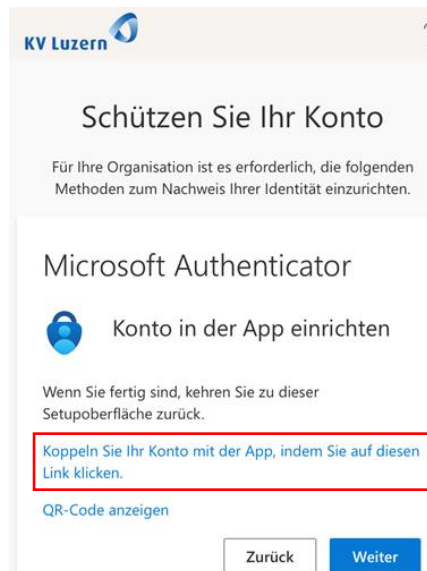 KV Luzern
Schützen Sie Ihr Konto
Für Ihre Organisation ist es erforderlich, die folgenden
Methoden zum Nachweis Ihrer Identität einzurichten.
Microsoft Authenticator
Konto in der App einrichten
Wenn Sie fertig sind, kehren Sie zu dieser
Setupoberfläche zurück.
Koppeln Sie Ihr Konto mit der App, indem Sie auf diesen
Link klicken.
QR-Code anzeigen
Zurück Weiter